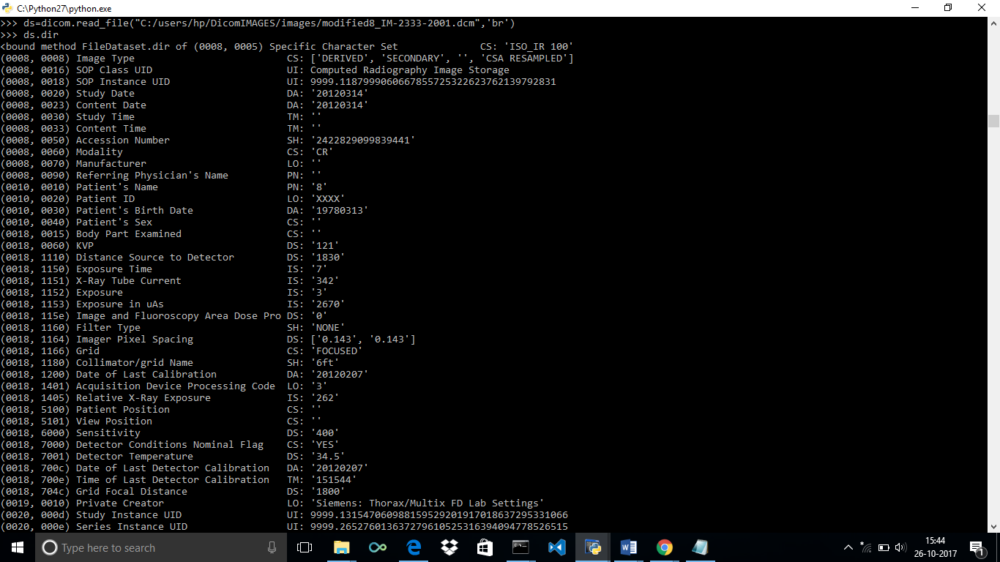 C:\Python27\python.exe
>>> ds=dicom.read_file("C:/users/hp/DicomIMAGES/images/modified8_IM-2333-2001.dcm",'br')
>>> ds.dir
<bound method FileDataset.dir of (0008, 0005) Specific Character Set CS: 'ISO_IR 100'
(0008, 0008) Image Type CS: ['DERIVED', 'SECONDARY', '', 'CSA RESAMPLED']
(0008, 0016) SOP Class UID UI: Computed Radiography Image Storage
(0008, 0018) SOP Instance UID UI: 9999.118799906066785572532262376213979283​1
(0008, 0020) Study Date DA: '20120314'
(0008, 0023) Content Date DA: '20120314'
(0008, 0030) Study Time TM: ''
(0008, 0033) Content Time TM: ''
(0008, 0050) Accession Number SH: '2422829099839441'
(0008, 0060) Modality CS: 'CR'
(0008, 0070) Manufacturer LO: ''
(0008, 0090) Referring Physician's Name PN: ''
(0010, 0010) Patient's Name PN: '8'
(0010, 0020) Patient ID LO: 'XXXX'
(0010, 0030) Patient's Birth Date DA: '19780313'
(0010, 0040) Patient's Sex CS: ''
(0018, 0015) Body Part Examined CS: ''
(0018, 0060) KVP DS: '121'
(0018, 1110) Distance Source to Detector DS: '1830'
(0018, 1150) Exposure Time IS: '7'
(0018, 1151) X-Ray Tube Current IS: '342'
(0018, 1152) Exposure IS: '3'
(0018, 1153) Exposure in uAs IS: '2670'
(0018, 115e) Image and Fluoroscopy Area Dose Pro DS: '0'
(0018, 1160) Filter Type SH: 'NONE'
(0018, 1164) Imager Pixel Spacing DS: ['0.143', '0.143']
(0018, 1166) Grid CS: 'FOCUSED'
(0018, 1180) Collimator/grid Name SH: '6ft'
(0018, 1200) Date of Last Calibration DA: '20120207'
(0018, 1401) Acquisition Device Processing Code LO: '3'
(0018, 1405) Relative X-Ray Exposure IS: '262'
(0018, 5100) Patient Position CS: ''
(0018, 5101) View Position CS: ''
(0018, 6000) Sensitivity DS: '400'
(0018, 7000) Detector Conditions Nominal Flag CS: 'YES'
(0018, 7001) Detector Temperature DS: '34.5'
(0018, 700c) Date of Last Detector Calibration DA: '20120207'
(0018, 700e) Time of Last Detector Calibration TM: '151544'
(0018, 704c) Grid Focal Distance DS: '1800'
(0019, 0010) Private Creator LO: 'Siemens: Thorax/Multix FD Lab Settings'
(0020, 000d) Study Instance UID UI: 9999.131547060988159529201917018637295331066
(0020, 000e) Series Instance UID UI: 9999.265276013637279610525316394094778526515
Type here to search
15:44
26-10-2017
1